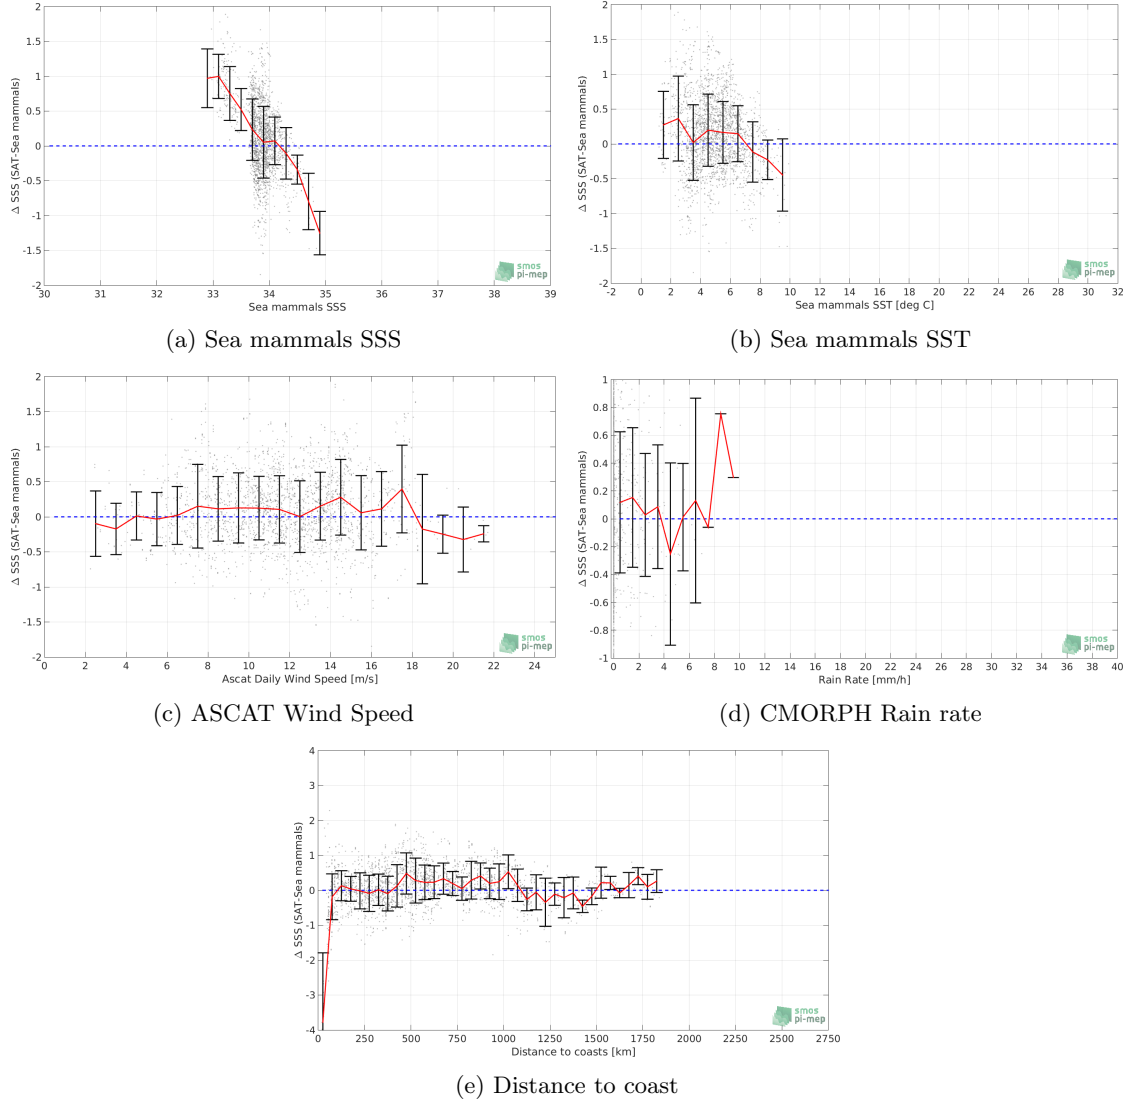 2
1.5
1
0.5
0
-0.5
-1
-1.5
-2
Δ SSS (SAT-Sea mammals)
30 31 32 33 34 35 36 37 38 39
Sea mammals SSS
smos
pi-mep
(a) Sea mammals SSS
2
1.5
1
0.5
0
-0.5
-1
-1.5
-2
Δ SSS (SAT-Sea mammals)
-2 0 2 4 6 8 10 12 14 16 18 20 22 24 26 28 30 32
Sea mammals SST [deg C]
smos
pi-mep
(b) Sea mammals SST
2
1.5
1
0.5
0
-0.5
-1
-1.5
-2
Δ SSS (SAT-Sea mammals)
0 2 4 6 8 10 12 14 16 18 20 22 24
Ascat Daily Wind Speed [m/s]
smos
pi-mep
(c) ASCAT Wind Speed
1
0.8
0.6
0.4
0.2
0
-0.2
-0.4
-0.6
-0.8
-1
Δ SSS (SAT-Sea mammals)
0 2 4 6 8 10 12 14 16 18 20 22 24 26 28 30 32 34 36 38 40
Rain Rate [mm/h]
smos
pi-mep
(d) CMORPH Rain rate
4
3
2
1
0
-1
-2
-3
-4
Δ SSS (SAT-Sea mammals)
0 250 500 750 1000 1250 1500 1750 2000 2250 2500 2750
Distance to coasts [km]
smos
pi-mep
(e) Distance to coast